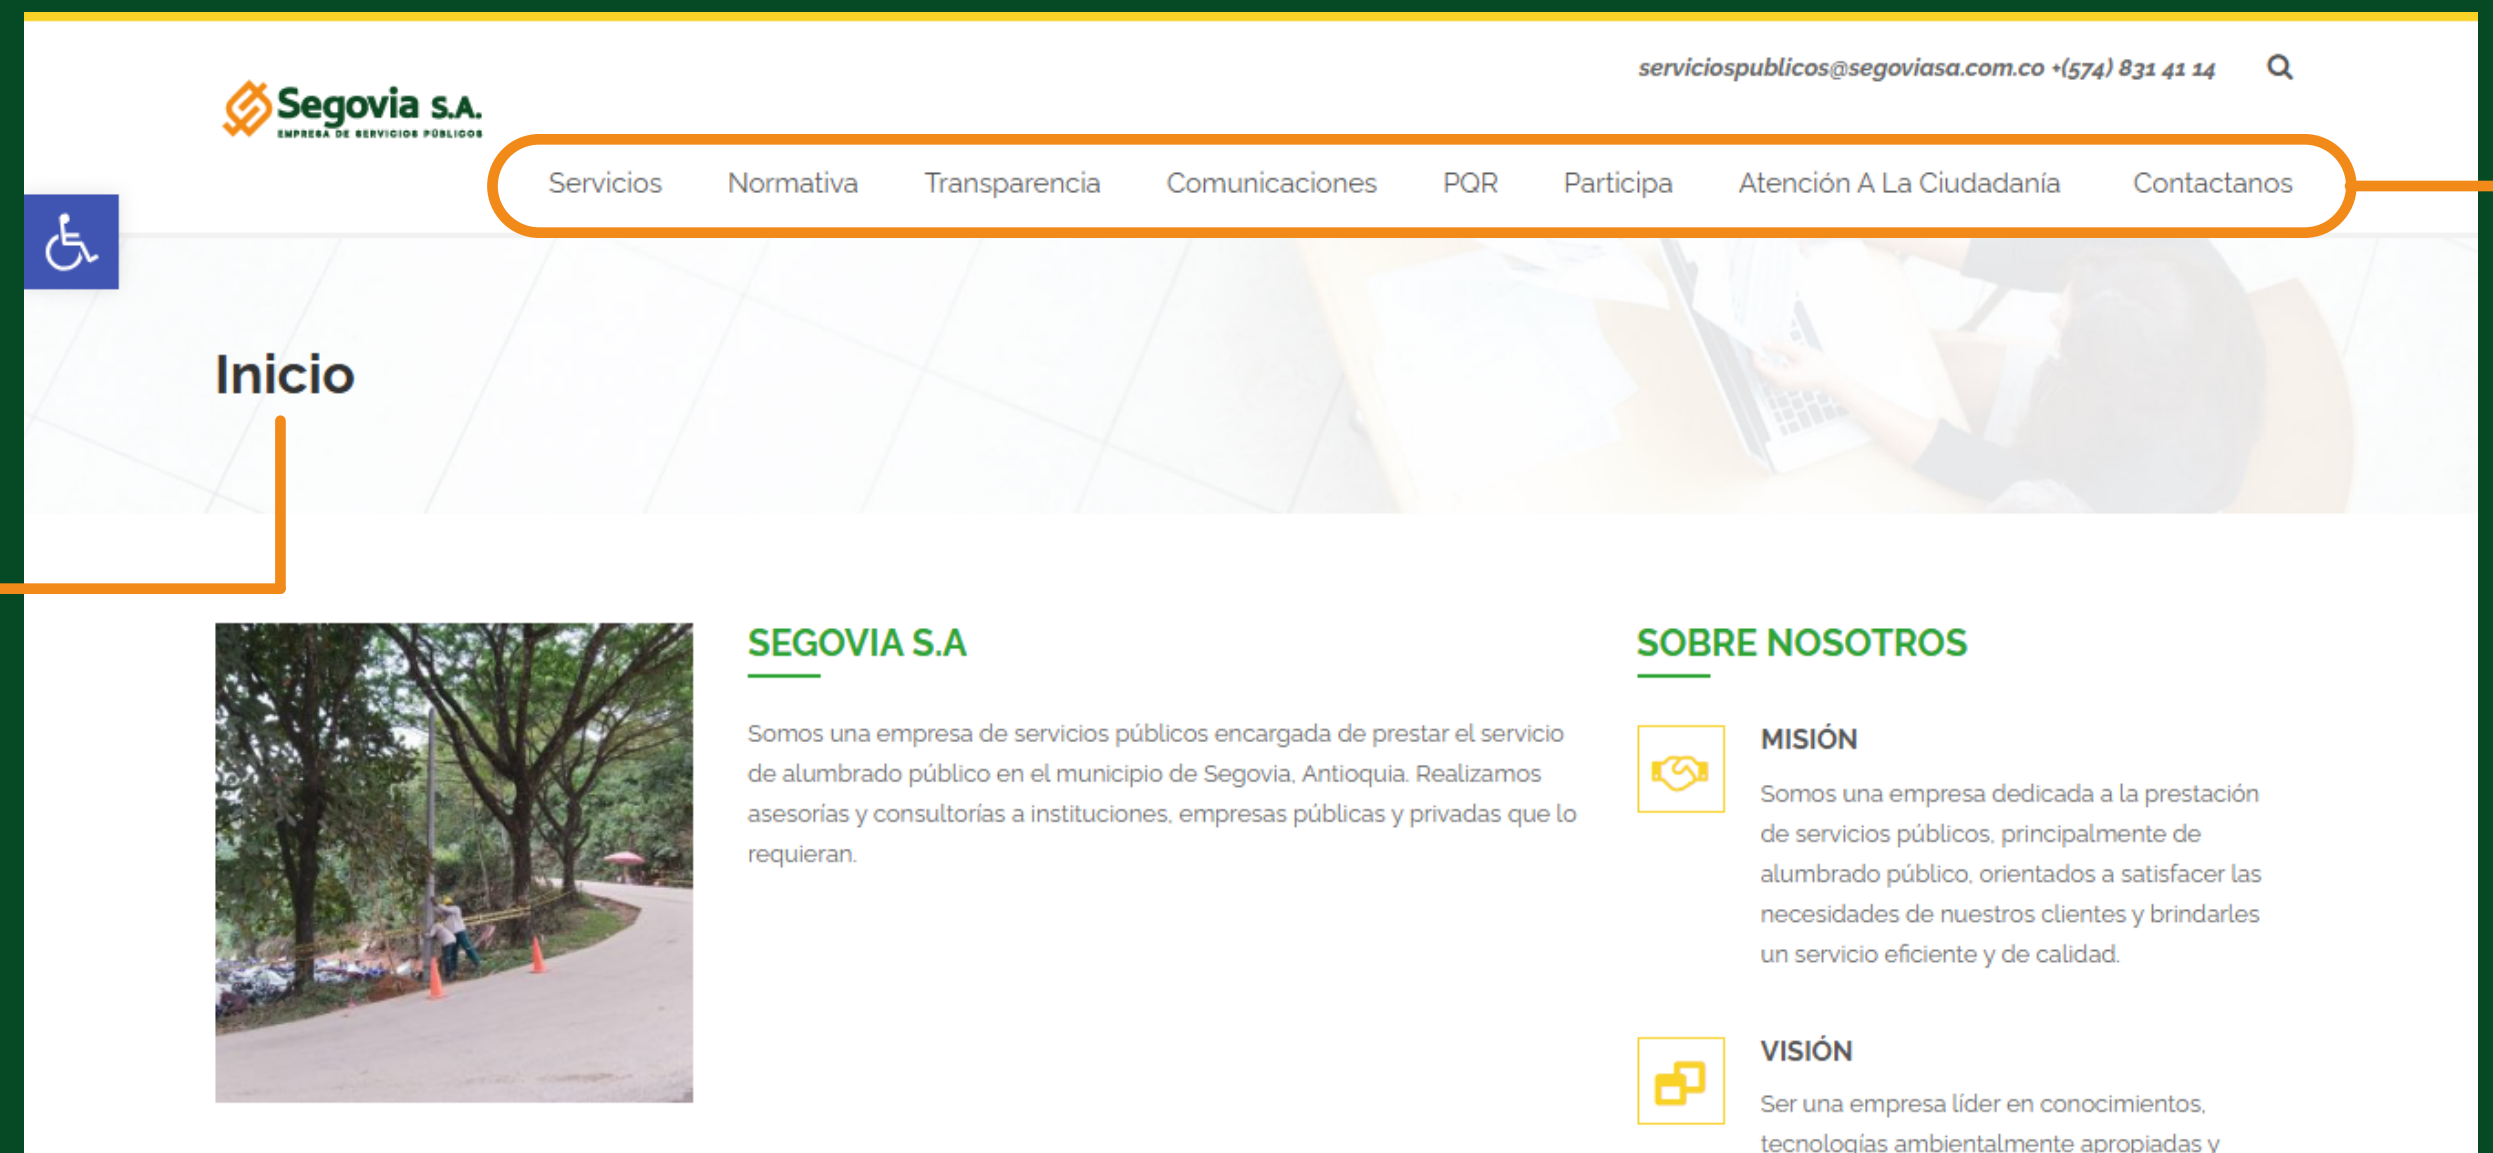 serviciospublicos@segoviasa.com.co +(574) 831 41 14
Segovia S.A.
EMPRESA DE SERVICIOS PÚBLICOS
Servicios Normativa Transparencia Comunicaciones PQR Participa Atención A La Ciudadanía Contactanos
Inicio
SEGOVIA S.A
Somos una empresa de servicios públicos encargada de prestar el servicio
de alumbrado público en el municipio de Segovia, Antioquia. Realizamos
asesorías y consultorías a instituciones, empresas públicas y privadas que lo
requieran.
SOBRE NOSOTROS
MISIÓN
Somos una empresa dedicada a la prestación
de servicios públicos, principalmente de
alumbrado público, orientados a satisfacer las
necesidades de nuestros clientes y brindarles
un servicio eficiente y de calidad.
VISIÓN
Ser una empresa líder en conocimientos,
tecnologías ambientalmente apropiadas y